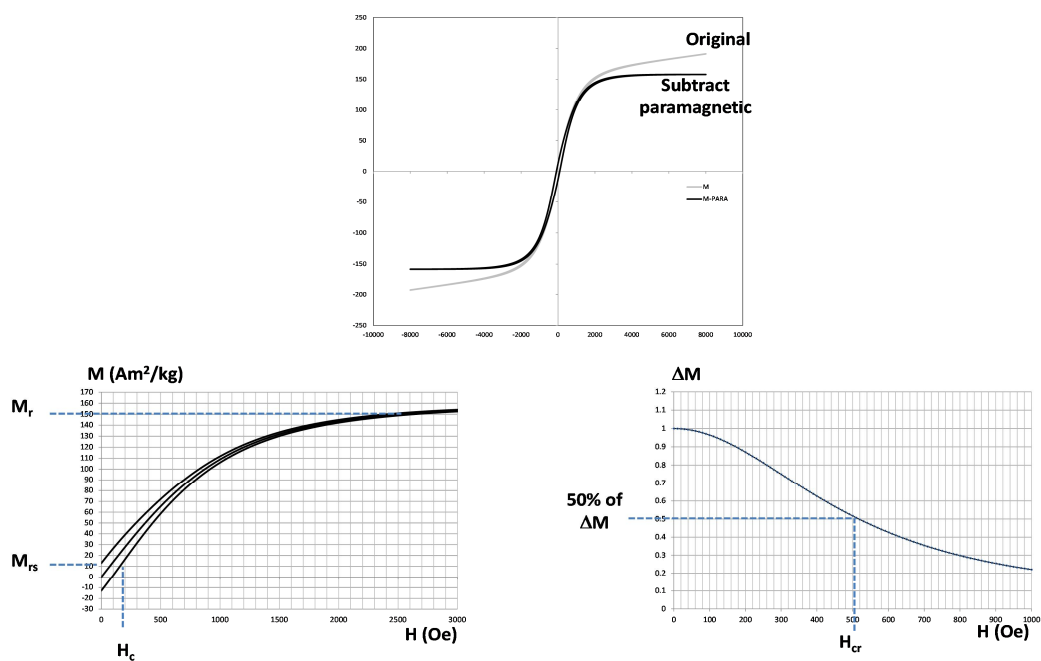 250
200
150
100
50
0
-50
-100
-150
-200
-250
-10000 -8000 -6000 -4000 -2000 0 2000 4000 6000 8000 10000
Original
Subtract
paramagnetic
M
M-PARA
M (Am²/kg)
170
160
150
140
130
120
110
100
90
80
70
60
50
40
30
20
10
0
-10
-20
-30
0 500 1000 1500 2000 2500 3000
Mr
Mrs
Hc
H (Oe)
ΔM
1.2
1.1
1
0.9
0.8
0.7
0.6
0.5
0.4
0.3
0.2
0.1
0
0 100 200 300 400 500 600 700 800 900 1000
50% of
ΔM
Hcr
H (Oe)